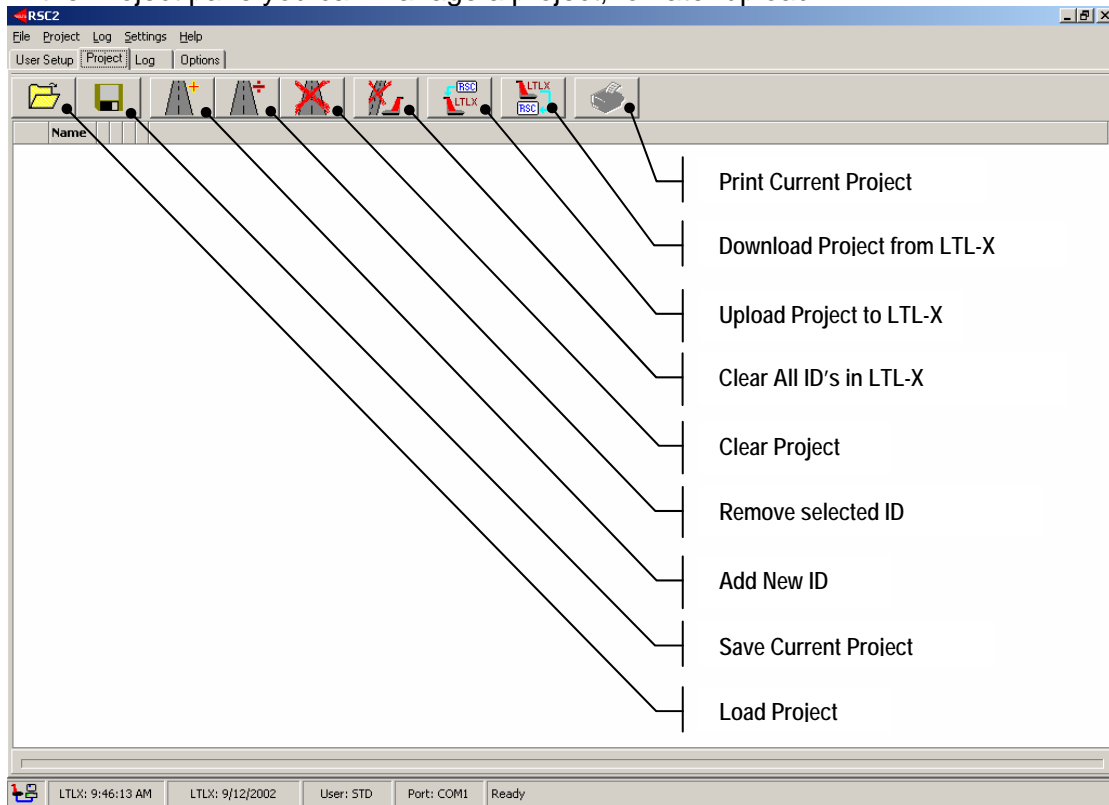 RSC2
File Project Log Settings Help
User Setup Project Log Options
RSC LTLX LTLX RSC
Name
Print Current Project
Download Project from LTL-X
Upload Project to LTL-X
Clear All ID's in LTL-X
Clear Project
Remove selected ID
Add New ID
Save Current Project
Load Project
LTLX: 9:46:13 AM LTLX: 9/12/2002 User: STD Port: COM1 Ready